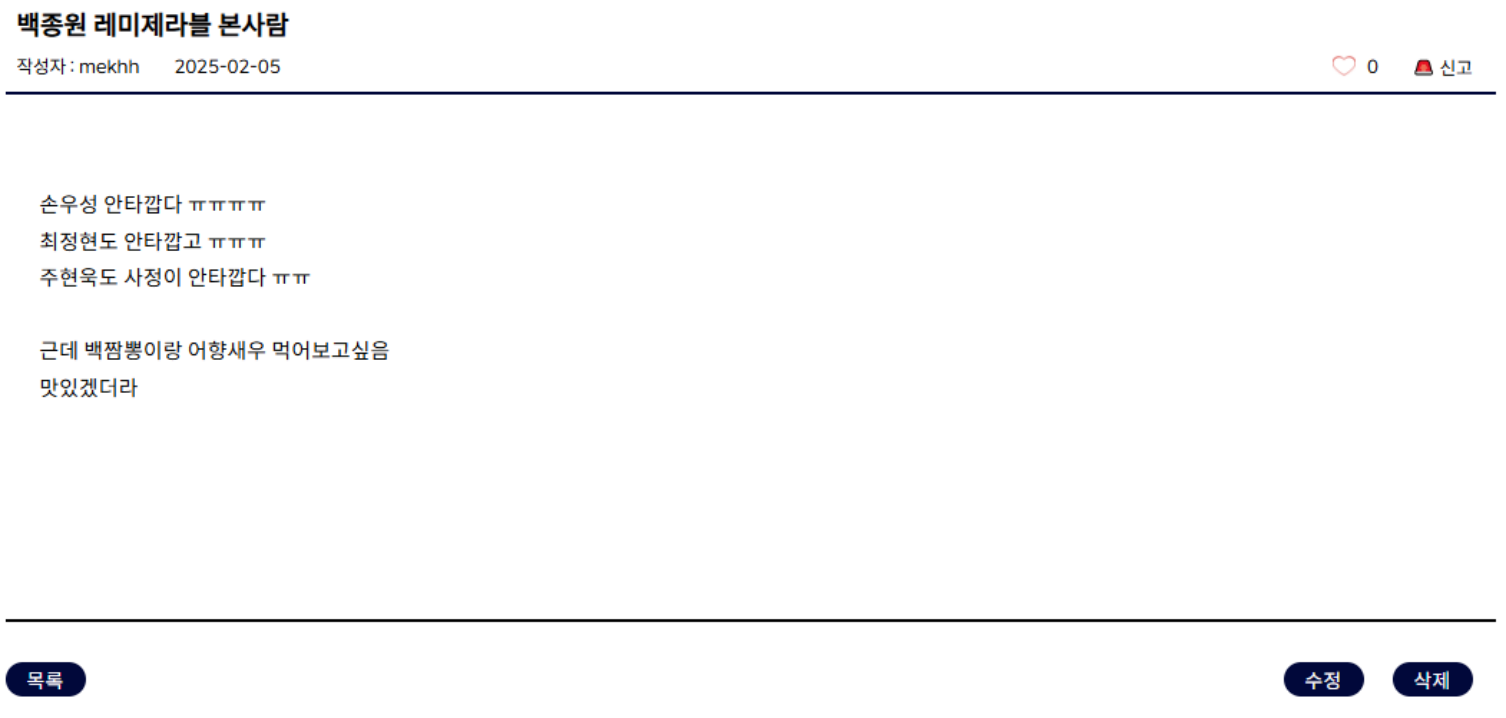 백종원 레미제라블 본사람
작성자 : mekhh 2025-02-05 0 신고
손우성 안타깝다 ㅠㅠㅠㅠ
최정현도 안타깝고 ㅠㅠㅠ
주현욱도 사정이 안타깝다 ㅠㅠ
근데 백짬뽕이랑 어향새우 먹어보고싶음
맛있겠더라
목록 수정 삭제